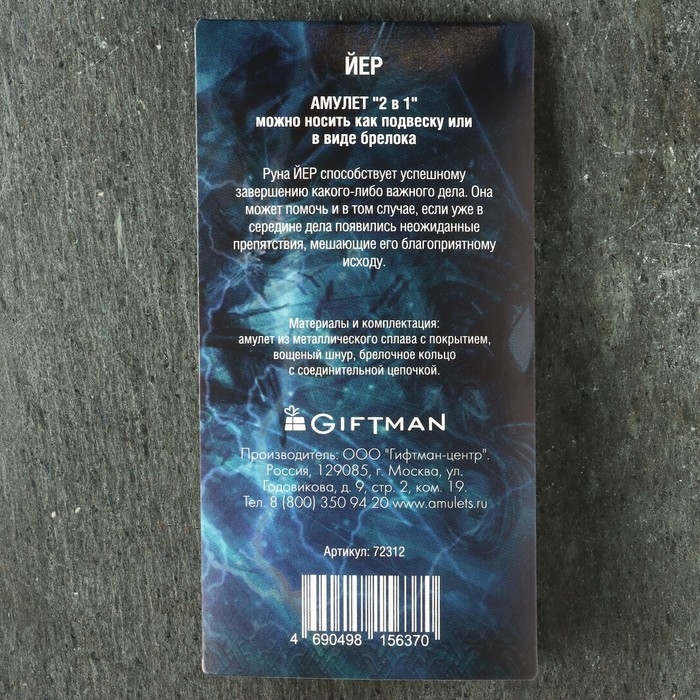 ЙЕР
АМУЛЕТ "2 в 1"
можно носить как подвеску или
в виде брелока
Руна ЙЕР способствует успешному
завершению какого-либо важного дела. Она
может помочь и в том случае, если уже в
середине дела появились неожиданные
препятствия, мешающие его благоприятному
исходу.
Материалы и комплектация:
амулет из металлического сплава с покрытием,
вощеный шнур, брелочное кольцо
с соединительной цепочкой.
GIFTMAN
Производитель: ООО "Гифтман-центр".
Россия, 129085, г. Москва, ул.
Годовикова, д. 9, стр. 2, ком. 19.
Тел. 8 (800) 350 94 20 www.amulets.ru
Артикул: 72312
4 690498 156370